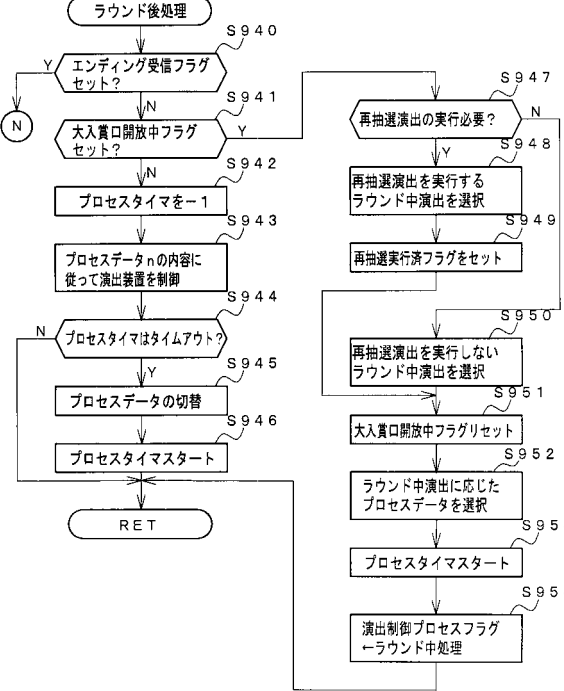 ラウンド後処理
S940
エンディング受信フラグ
セット？
Y
N
N
S941
大入賞口開放中フラグ
セット？
Y
N
S942
プロセスタイマを－１
S943
プロセスデータｎの内容に
従って演出装置を制御
S944
プロセスタイマはタイムアウト？
N
Y
S945
プロセスデータの切替
S946
プロセスタイマスタート
RET
S947
再抽選演出の実行必要？
N
Y
S948
再抽選演出を実行する
ラウンド中演出を選択
S949
再抽選実行済フラグをセット
S950
再抽選演出を実行しない
ラウンド中演出を選択
S951
大入賞口開放中フラグリセット
S952
ラウンド中演出に応じた
プロセスデータを選択
S95
プロセスタイマスタート
S95
演出制御プロセスフラグ
←ラウンド中処理